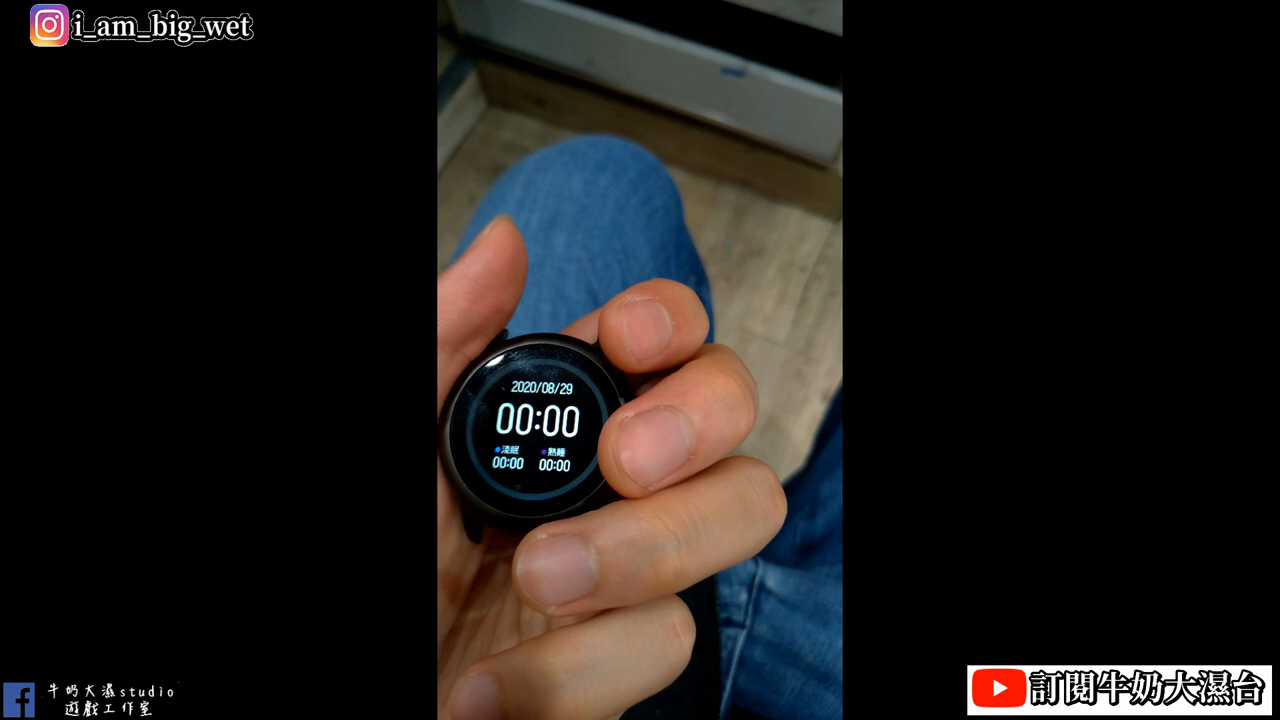 i_am_big_wet
2020/08/29
00:00
淺眠 熟睡
00:00 00:00
牛奶大濕studio
遊戲工作室
訂閱牛奶大濕台